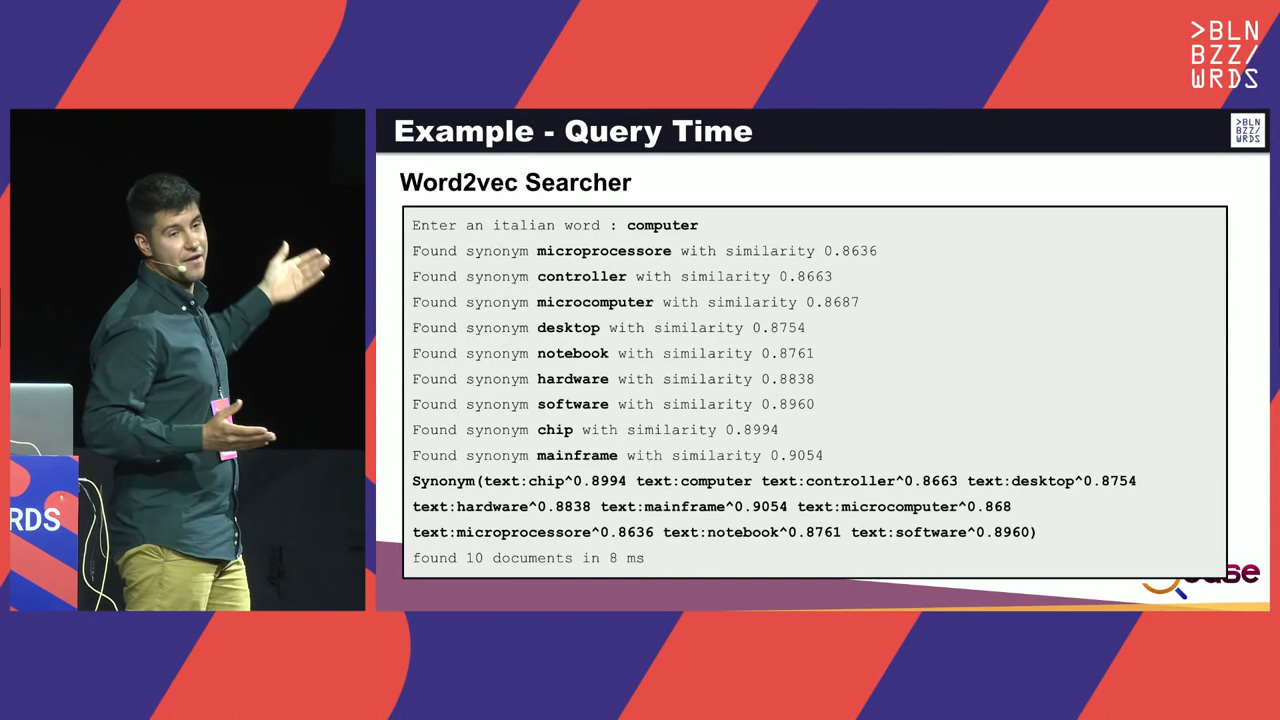 >BLN
BZZ/
WRDS
Example - Query Time
>BLN
BZZ/
WRDS
Word2vec Searcher
Enter an italian word : computer
Found synonym microprocessore with similarity 0.8636
Found synonym controller with similarity 0.8663
Found synonym microcomputer with similarity 0.8687
Found synonym desktop with similarity 0.8754
Found synonym notebook with similarity 0.8761
Found synonym hardware with similarity 0.8838
Found synonym software with similarity 0.8960
Found synonym chip with similarity 0.8994
Found synonym mainframe with similarity 0.9054
Synonym(text:chip^0.8994 text:computer text:controller^0.8663 text:desktop^0.8754
text:hardware^0.8838 text:mainframe^0.9054 text:microcomputer^0.868
text:microprocessore^0.8636 text:notebook^0.8761 text:software^0.8960)
found 10 documents in 8 ms
RDS